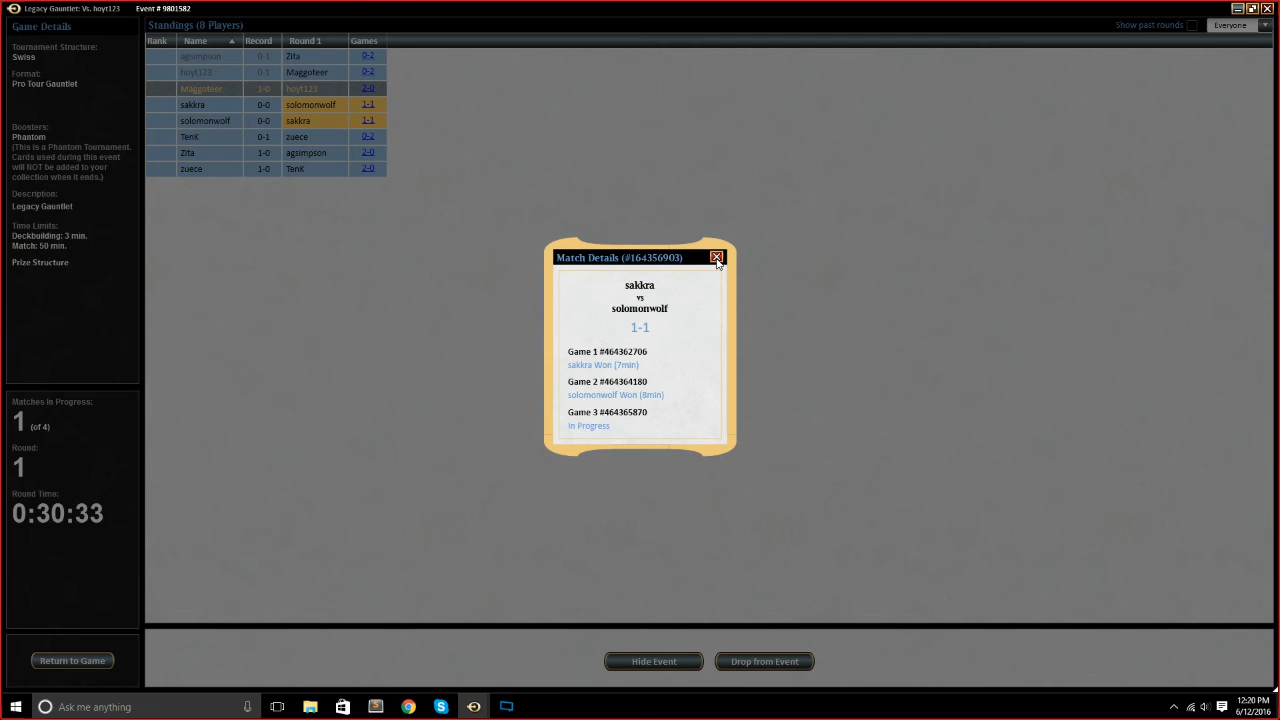 Legacy Gauntlet: Vs. hoyt123 Event # 9801582
Game Details
Tournament Structure:
Swiss
Format:
Pro Tour Gauntlet
Boosters:
Phantom
(This is a Phantom Tournament.
Cards used during this event
will NOT be added to your
collection when it ends.)
Description:
Legacy Gauntlet
Time Limits:
Deckbuilding: 3 min.
Match: 50 min.
Prize Structure
Matches In Progress:
1 (of 4)
Round:
1
Round Time:
0:30:33
Return to Game
Standings (8 Players)
Show past rounds
Everyone
Rank Name Record Round 1 Games
agsimpson 0-1 Zita 0-2
hoyt123 0-1 Maggoteer 0-2
Maggoteer 1-0 hoyt123 2-0
sakkra 0-0 solomonwolf 1-1
solomonwolf 0-0 sakkra 1-1
TenK 0-1 zuece 0-2
Zita 1-0 agsimpson 2-0
zuece 1-0 TenK 2-0
Match Details (#164356903)
sakkra
vs
solomonwolf
1-1
Game 1 #464362706
sakkra Won (7min)
Game 2 #464364180
solomonwolf Won (8min)
Game 3 #464365870
In Progress
Hide Event
Drop from Event
Ask me anything
12:20 PM
6/12/2016